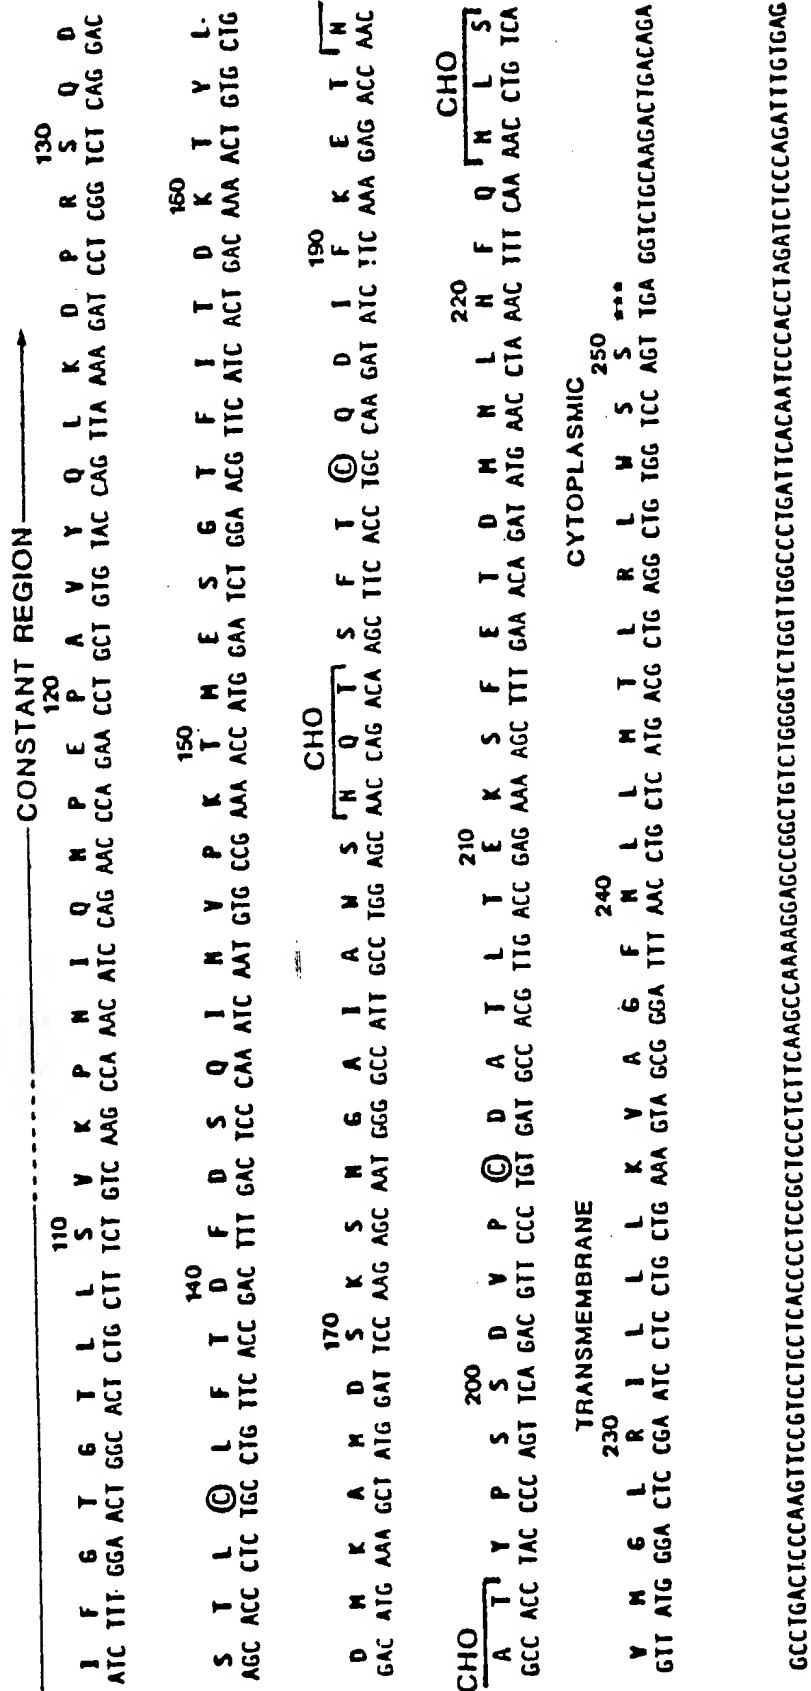 CONSTANT REGION
110 120 130
I F G T G T L L S V K P N I Q N P E P A V Y Q L K D P R S Q D
ATC TTT GGA ACT GGC ACT CTG CTT TCT GTC AAG CCA AAC ATC CAG AAC CCA GAA CCT GCT GTG TAC CAG TTA AAA GAT CCT CGG TCT CAG GAC
140 150 160
S T L C L F T D F D S Q I N V P K T M E S G T F I T D K T V L
AGC ACC CTC TGC CTG TTC ACC GAC TTT GAC TCC CAA ATC AAT GTG CCG AAA ACC ATG GAA TCT GGA ACG TTC ATC ACT GAC AAA ACT GTG CTG
170 CHO 190
D M K A M D S K S N G A I A W S N Q T S F T C Q D I F K E T N
GAC ATG AAA GCT ATG GAT TCC AAG AGC AAT GGG GCC ATT GCC TGG AGC AAC CAG ACA AGC TTC ACC TGC CAA GAT ATC TTC AAA GAG ACC AAC
CHO 200 210 220 CHO
A T Y P S S D V P C D A T L T E K S F E T D M N L N F Q N L S
GCC ACC TAC CCC AGT TCA GAC GTT CCC TGT GAT GCC ACG TTG ACC GAG AAA AGC TTT GAA ACA GAT ATG AAC CTA AAC TTT CAA AAC CTG TCA
TRANSMEMBRANE CYTOPLASMIC
230 240 250
V M G L R I L L L K V A G F N L L M T L R L W S S ***
GTT ATG GGA CTC CGA ATC CTC CTG CTG AAA GTA GCG GGA TTT AAC CTG CTC ATG ACG CTG AGG CTG TGG TCC AGT TGA GGTCTGCAAGACTGACAGA
GCCTGACTCCCAAGTTCCGTCCTCCTCACCCCTCCGCTCCCTCTTCAAGCCAAAAGGAGCCGGCTGTCTGGGGTCTGGTTGGCCCTGATTCACAATCCCACCTAGATCTCCCAGATTTGTGAG